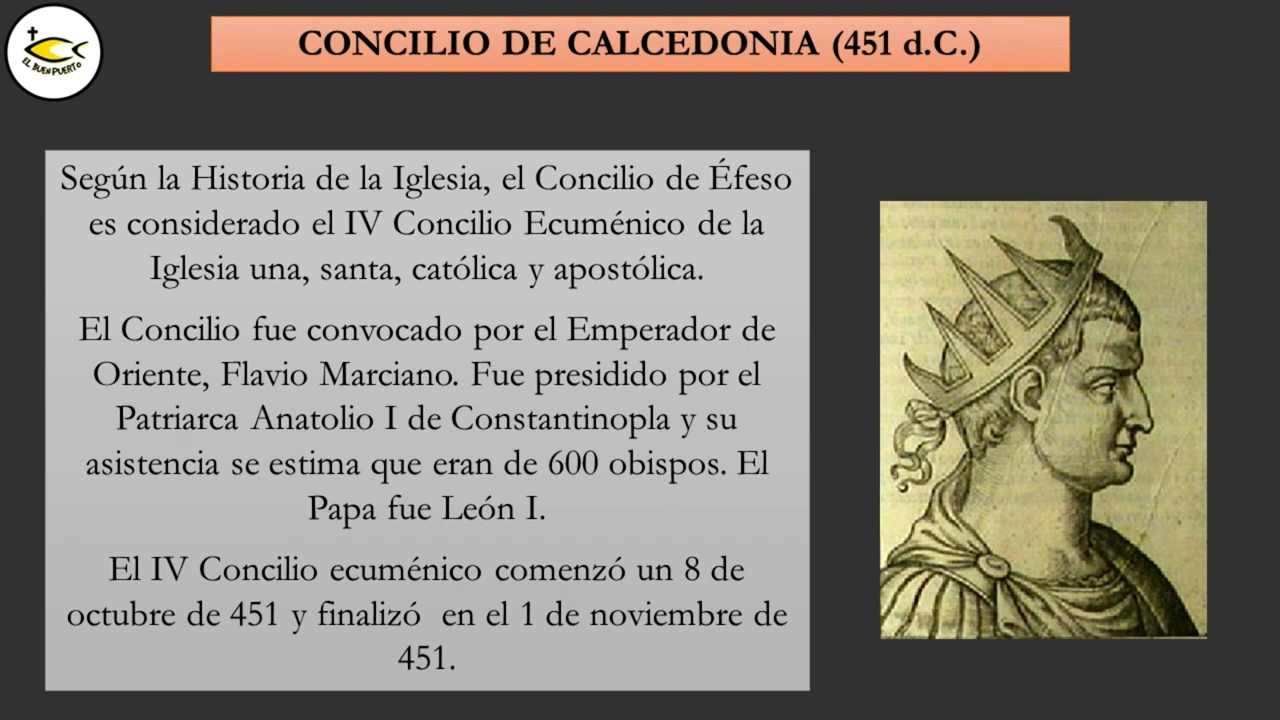 EL BUEN PUERTO
CONCILIO DE CALCEDONIA (451 d.C.)
Según la Historia de la Iglesia, el Concilio de Éfeso
es considerado el IV Concilio Ecuménico de la
Iglesia una, santa, católica y apostólica.
El Concilio fue convocado por el Emperador de
Oriente, Flavio Marciano. Fue presidido por el
Patriarca Anatolio I de Constantinopla y su
asistencia se estima que eran de 600 obispos. El
Papa fue León I.
El IV Concilio ecuménico comenzó un 8 de
octubre de 451 y finalizó  en el 1 de noviembre de
451.